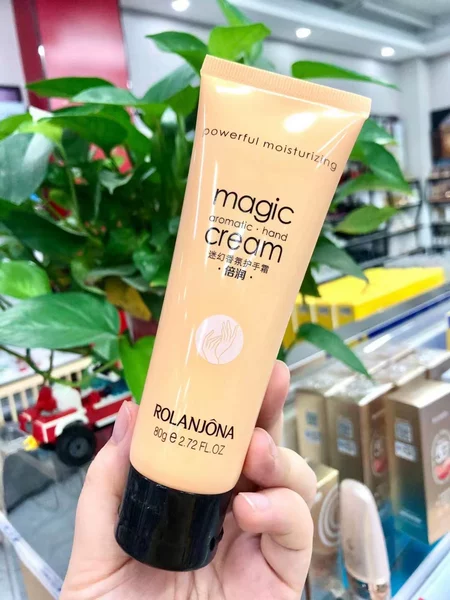 powerful moisturizing
magic
aromatic · hand
cream
迷幻香氛护手霜
·倍润·
ROLANJÔNA
80g e 2.72 FL.OZ